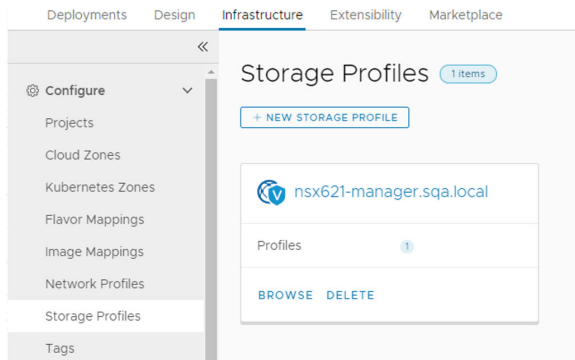 Deployments Design Infrastructure Extensibility Marketplace
Storage Profiles 1 items
Configure
Projects
Cloud Zones
Kubernetes Zones
Flavor Mappings
Image Mappings
Network Profiles
Storage Profiles
Tags
+ NEW STORAGE PROFILE
nsx621-manager.sqa.local
Profiles 1
BROWSE DELETE